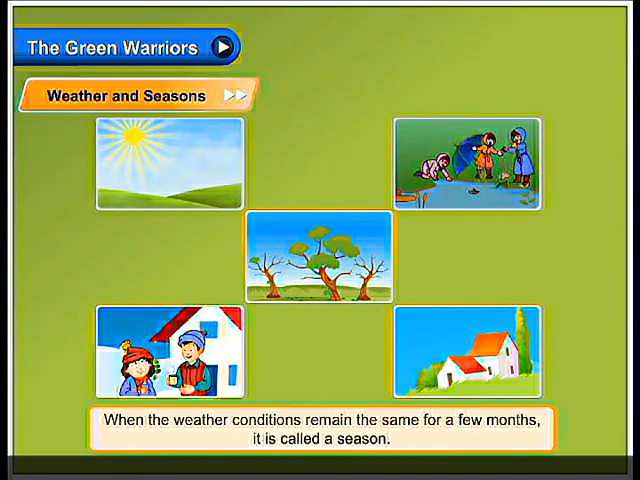 The Green Warriors
Weather and Seasons
When the weather conditions remain the same for a few months,
it is called a season.